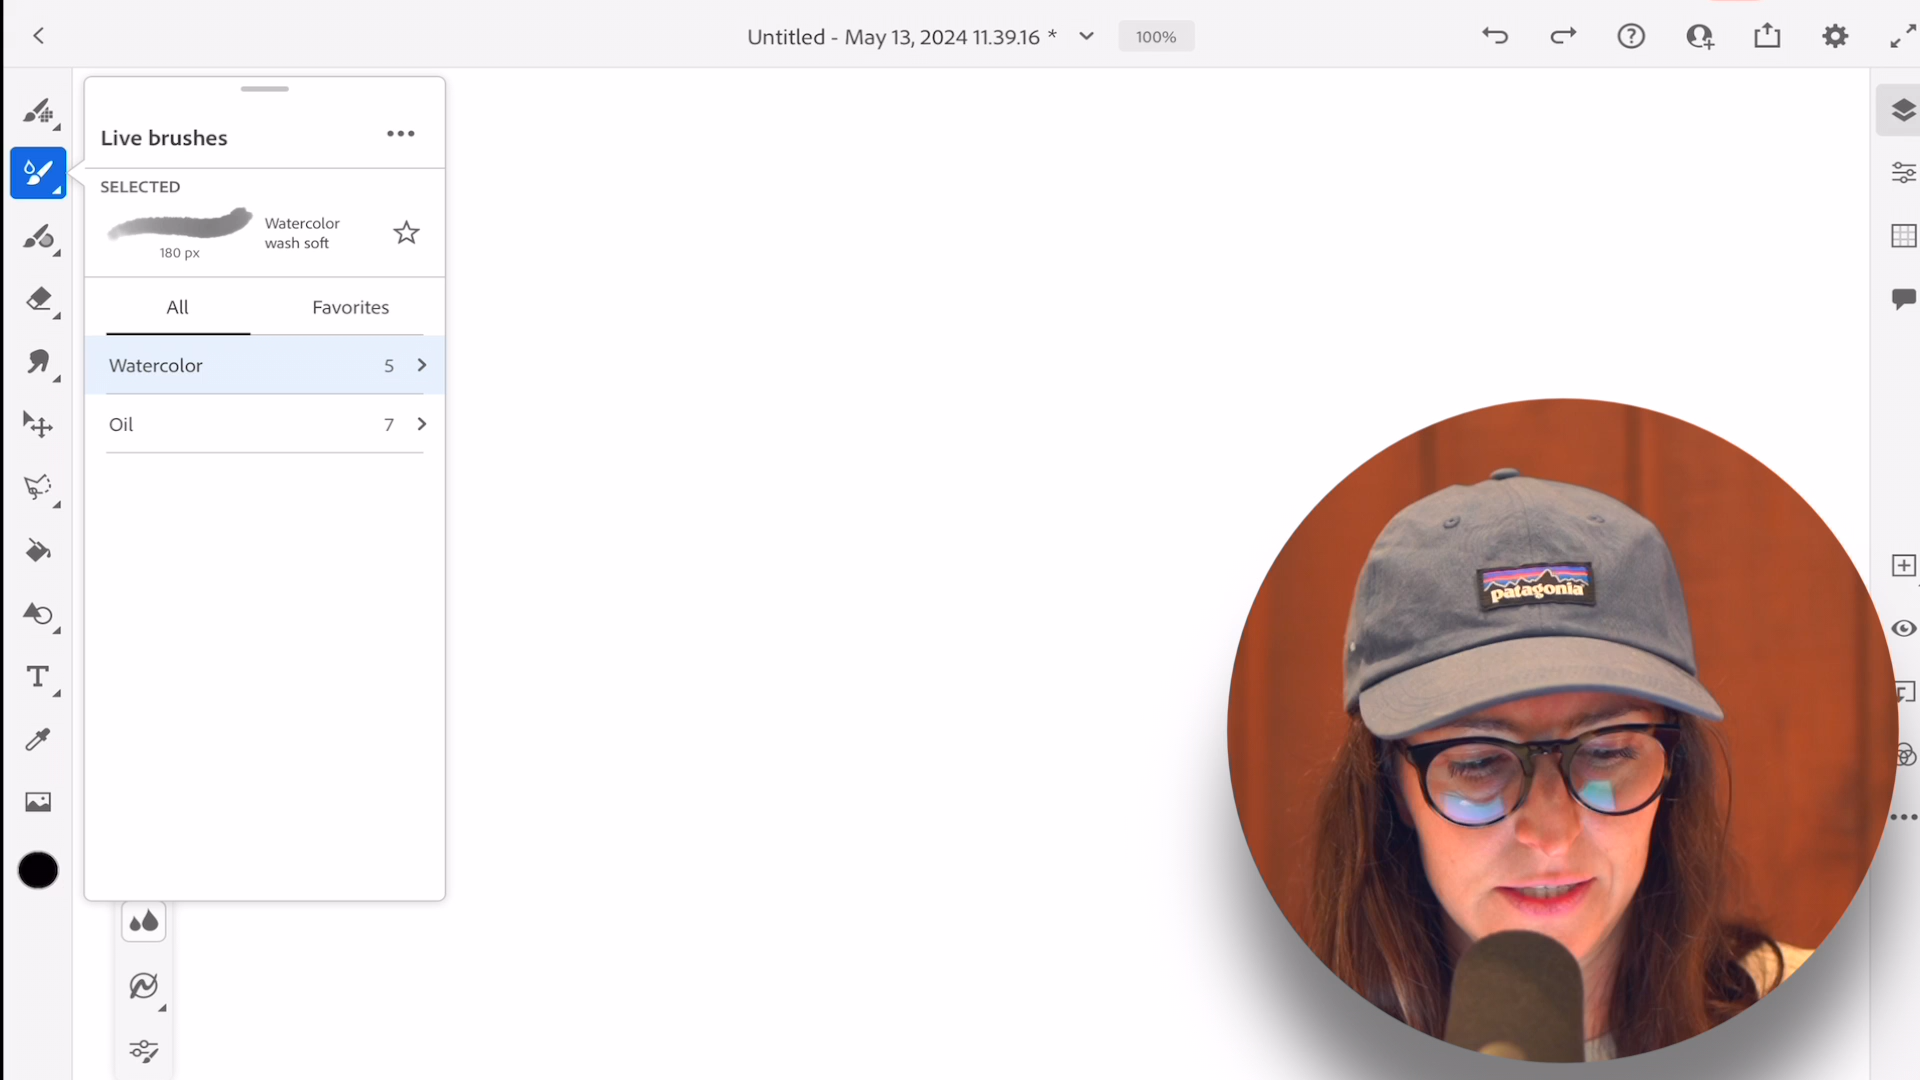 Untitled - May 13, 2024 11.39.16 *
100%
Live brushes
SELECTED
Watercolor
wash soft
180 px
All
Favorites
Watercolor
5
Oil
7
T
patagonia